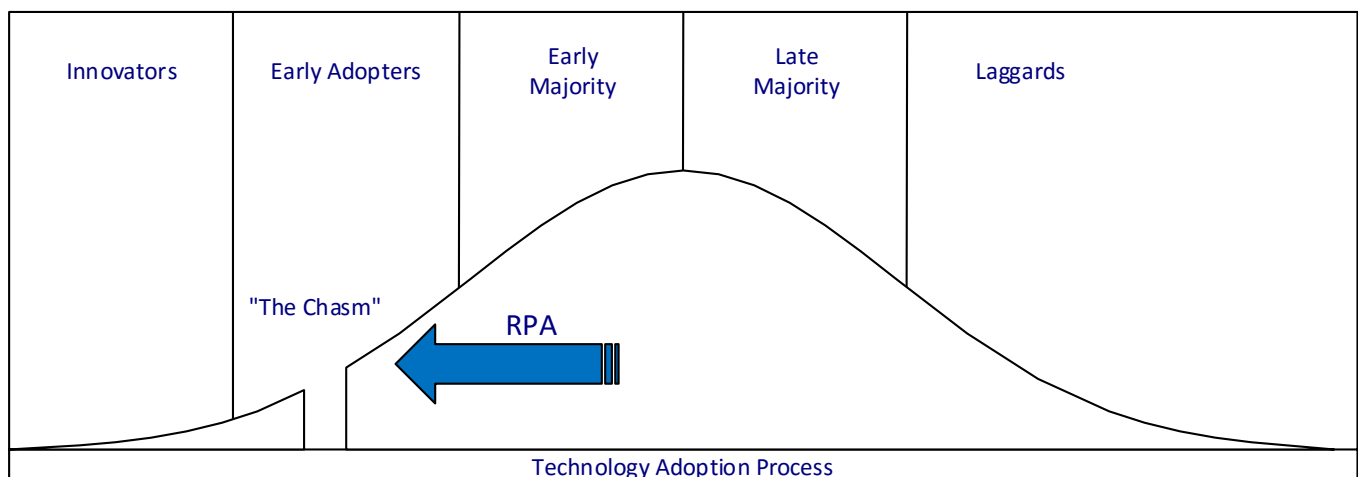 Innovators
Early Adopters
Early
Majority
Late
Majority
Laggards
"The Chasm"
RPA
Technology Adoption Process